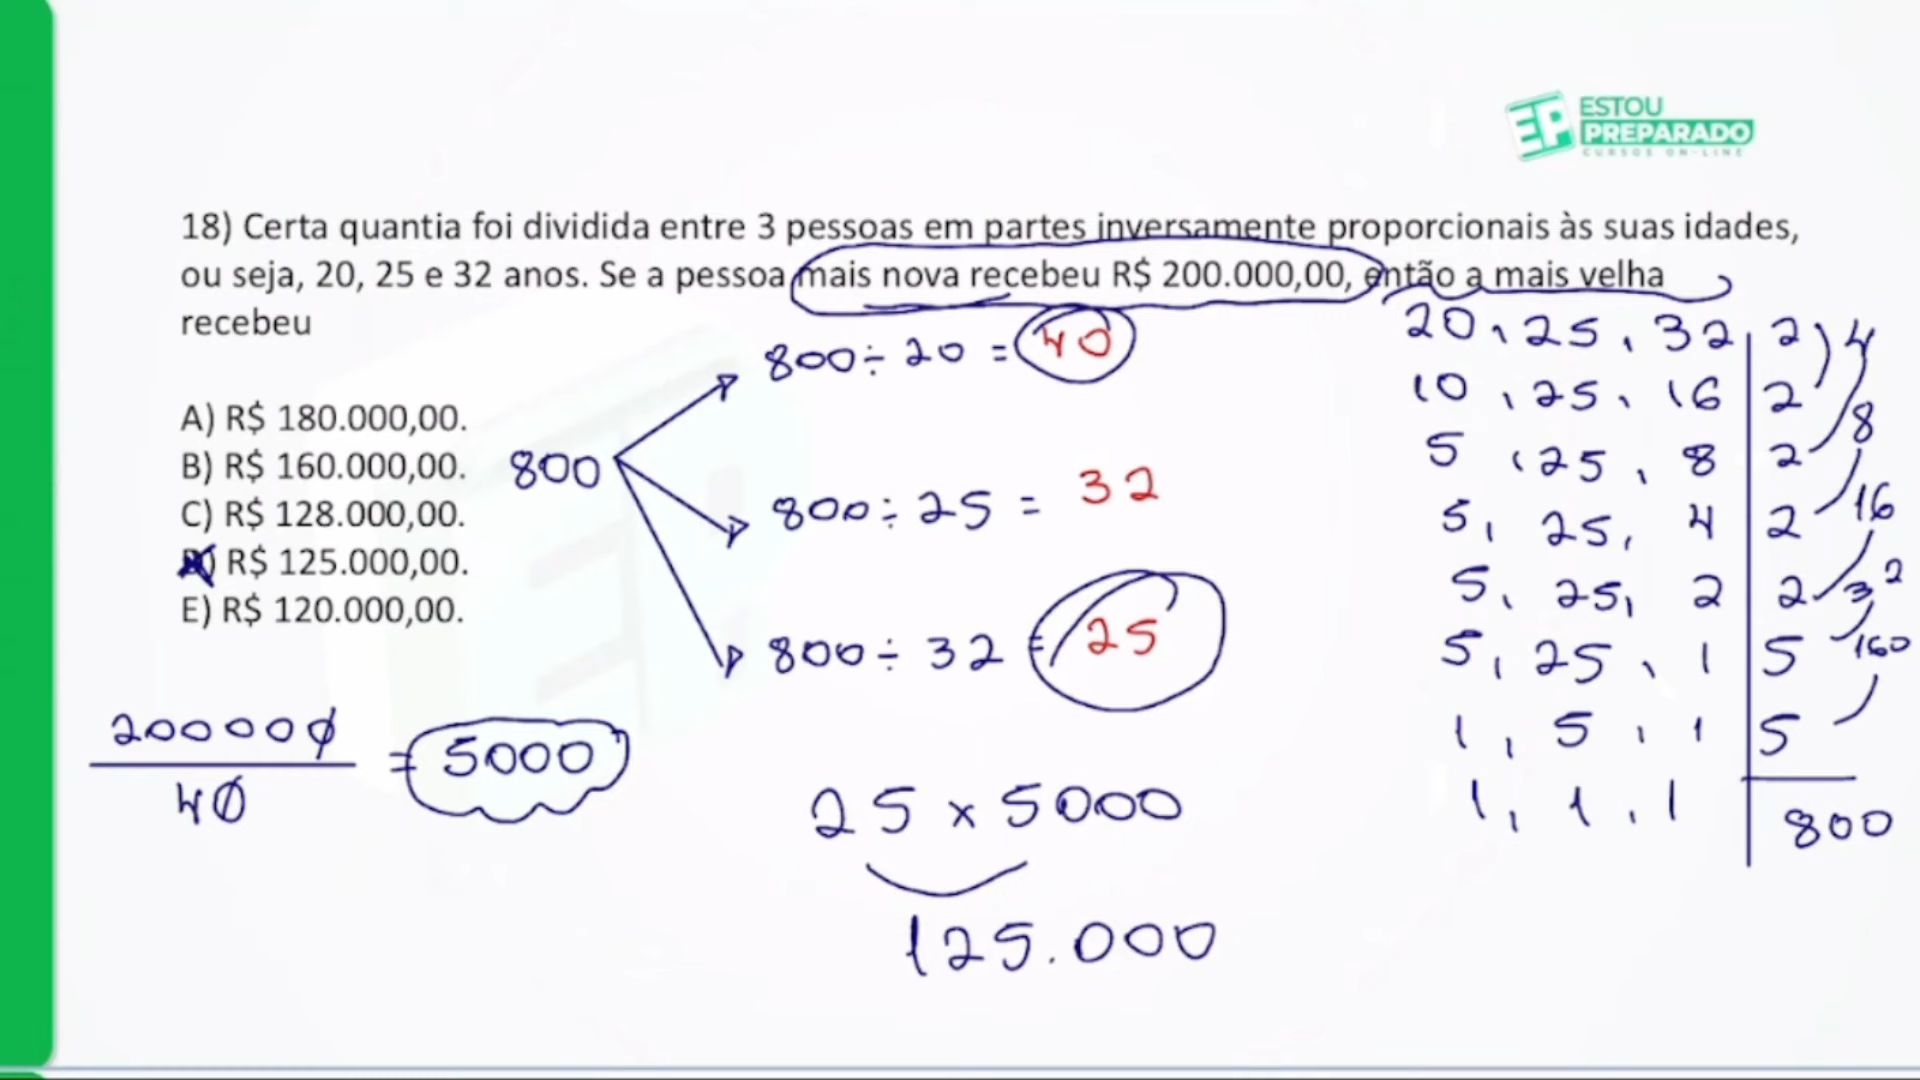 ESTOU
PREPARADO
CURSOS ON-LINE
18) Certa quantia foi dividida entre 3 pessoas em partes inversamente proporcionais às suas idades,
ou seja, 20, 25 e 32 anos. Se a pessoa mais nova recebeu R$ 200.000,00, então a mais velha
recebeu
A) R$ 180.000,00.
B) R$ 160.000,00.
C) R$ 128.000,00.
D) R$ 125.000,00.
E) R$ 120.000,00.
800
800 ÷ 20 = 40
800 ÷ 25 = 32
800 ÷ 32 = 25
20, 25, 32 | 2 4
10, 25, 16 | 2 8
5, 25, 8 | 2 16
5, 25, 4 | 2 32
5, 25, 2 | 2 160
5, 25, 1 | 5
1, 5, 1 | 5
1, 1, 1 | 800
200000
40
= 5000
25 x 5000
125.000